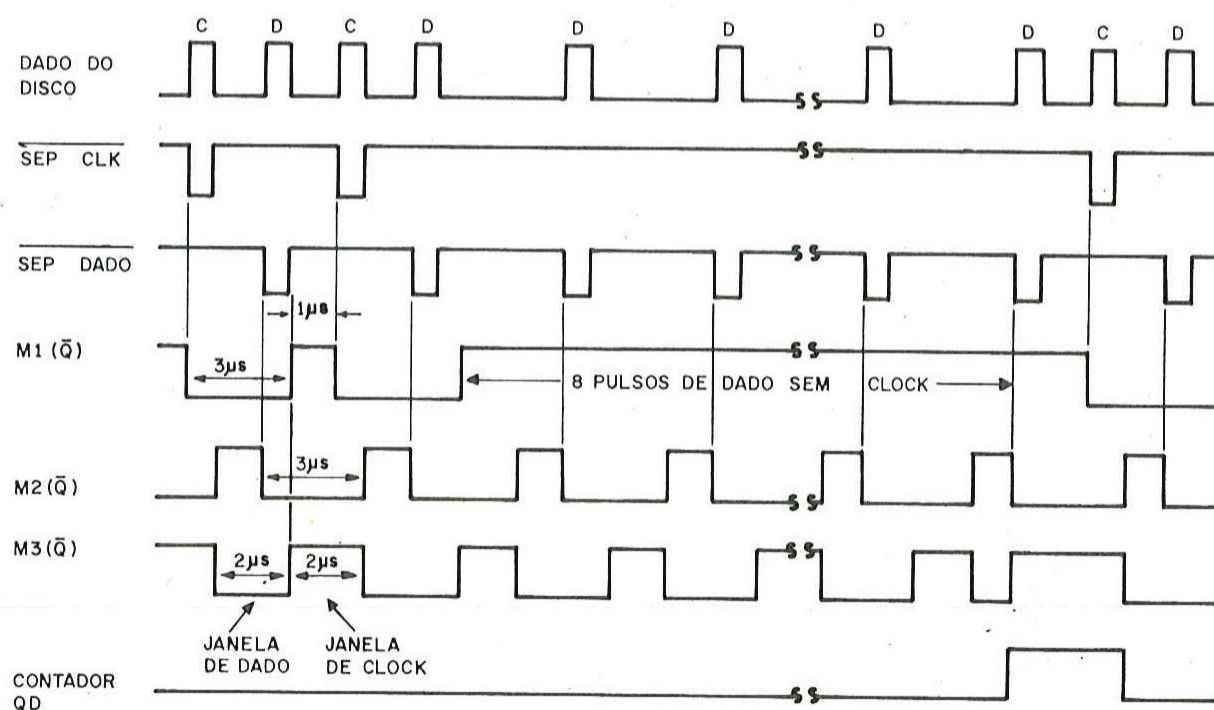 C D C D D D D D C D
DADO DO
DISCO
SEP CLK
SEP DADO
1µs
M1 (Q̄)
3µs
8 PULSOS DE DADO SEM CLOCK
3µs
M2 (Q̄)
M3 (Q̄)
2µs 2µs
JANELA
DE DADO
JANELA
DE CLOCK
CONTADOR
QD